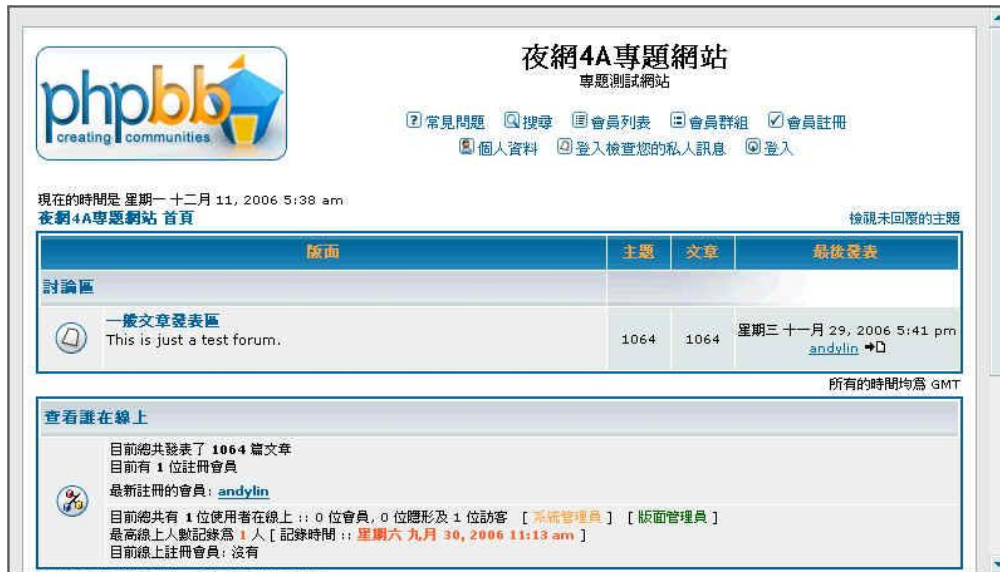 phpbb
creating communities
夜網4A專題網站
專題測試網站
常見問題 搜尋 會員列表 會員群組 會員註冊
個人資料 登入檢查您的私人訊息 登入
現在的時間是 星期一 十二月 11, 2006 5:38 am
夜網4A專題網站 首頁
檢視未回覆的主題
版面 主題 文章 最後發表
討論區
一般文章發表區
This is just a test forum.
1064 1064
星期三 十一月 29, 2006 5:41 pm
andylin
所有的時間均為 GMT
查看誰在線上
目前總共發表了 1064 篇文章
目前有 1 位註冊會員
最新註冊的會員: andylin
目前總共有 1 位使用者在線上 :: 0 位會員, 0 位隱形及 1 位訪客 [ 系統管理員 ] [ 版面管理員 ]
最高線上人數記錄為 1 人 [ 記錄時間 :: 星期六 九月 30, 2006 11:13 am ]
目前線上註冊會員: 沒有